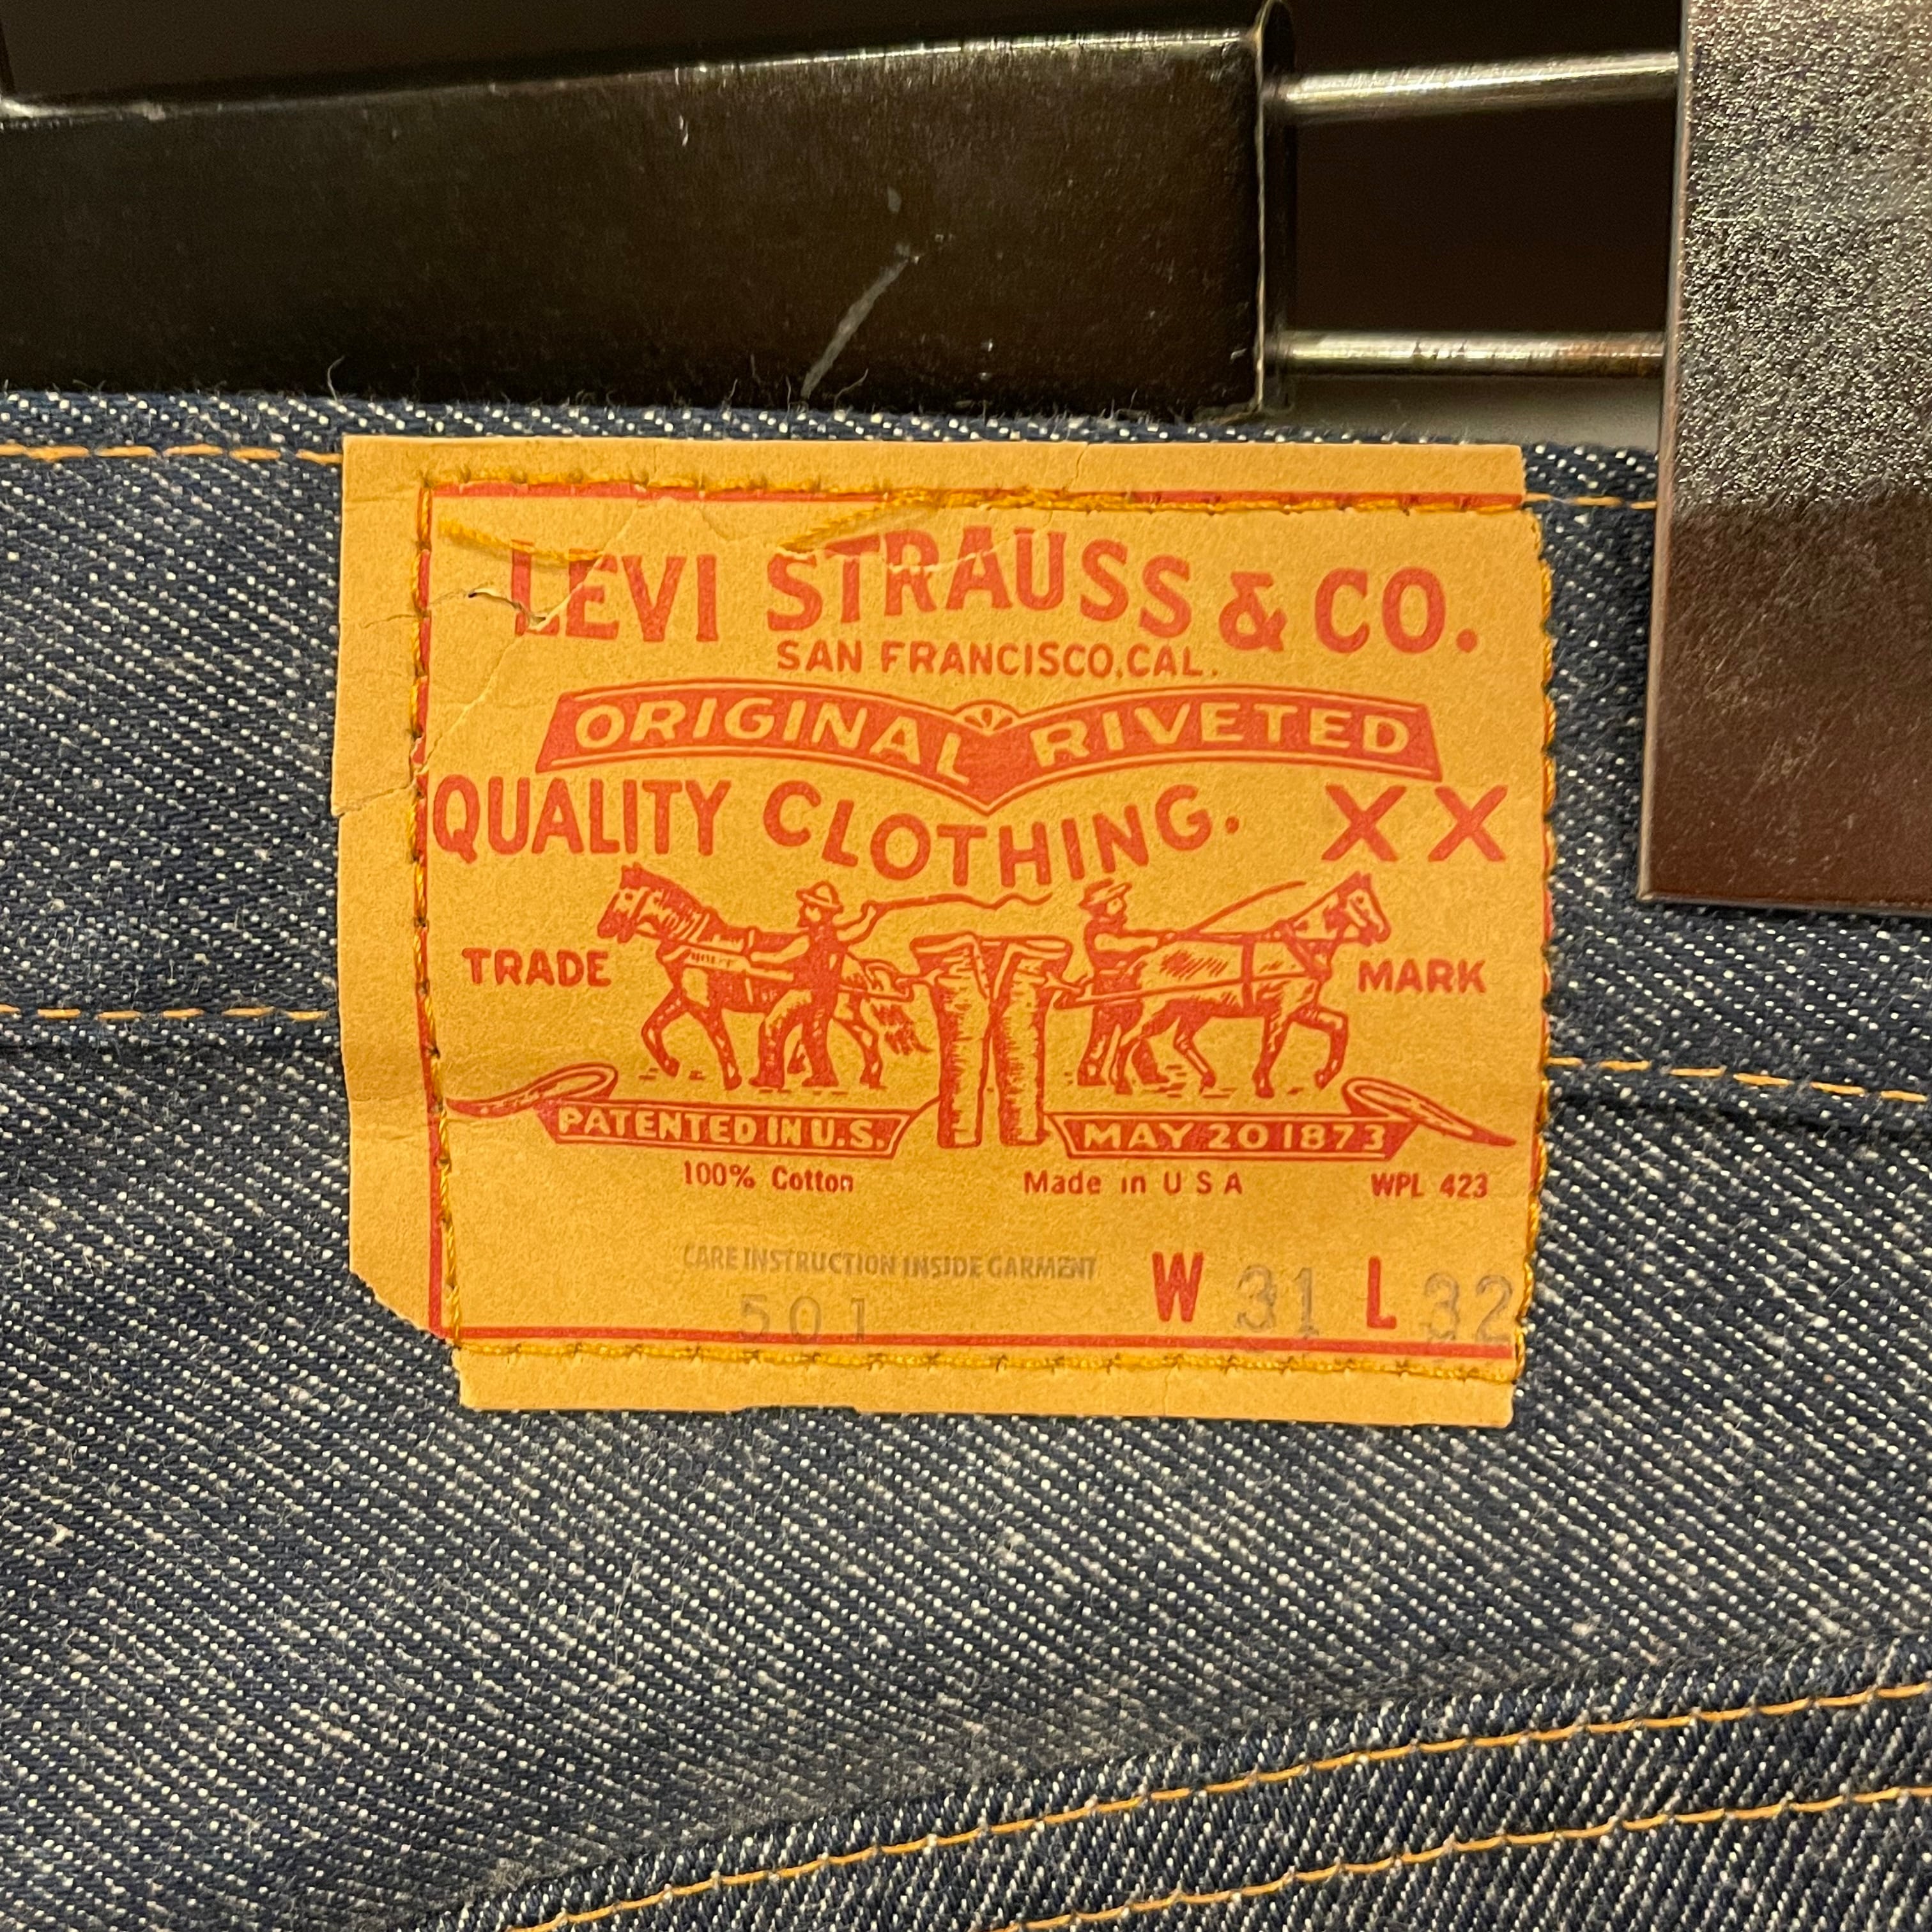 LEVI STRAUSS & CO.
SAN FRANCISCO, CAL.
ORIGINAL RIVETED
QUALITY CLOTHING. XX
TRADE MARK
PATENTED IN U.S. MAY 20 1873
100% Cotton Made in U S A WPL 423
CARE INSTRUCTION INSIDE GARMENT
501 W 31 L 32